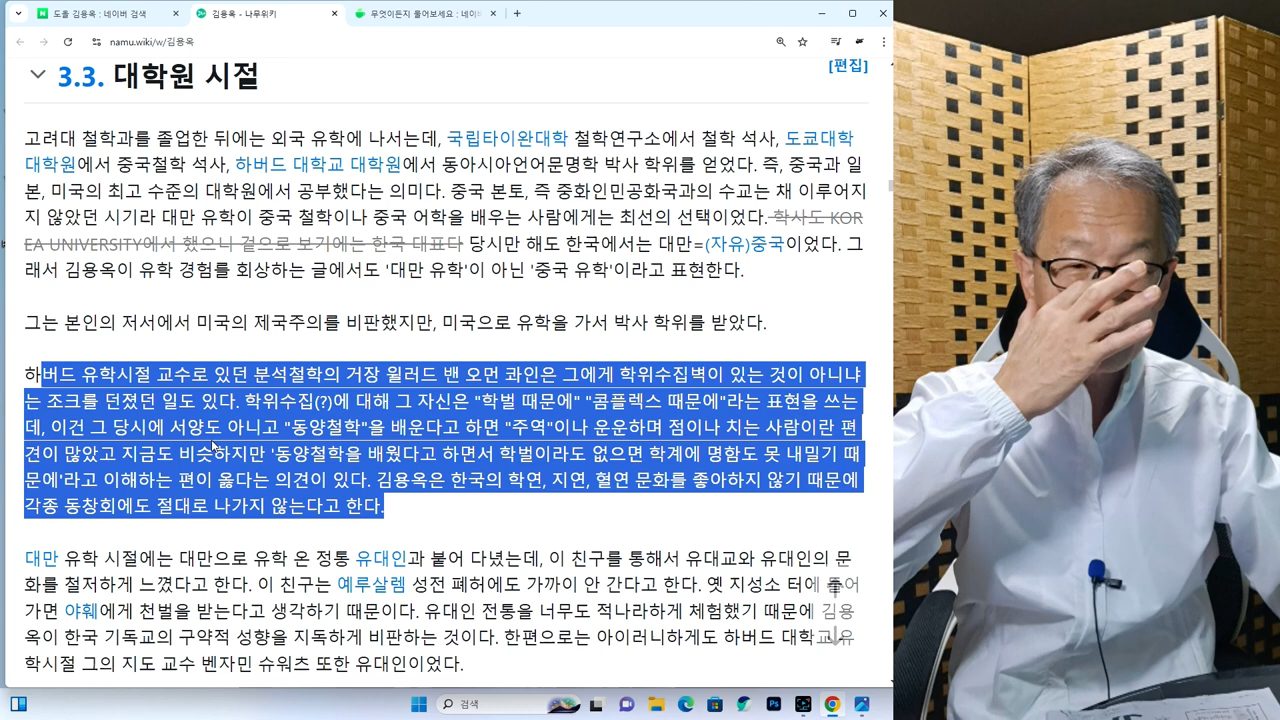 도올 김용옥 : 네이버 검색
김용옥 - 나무위키
무엇이든지 물어보세요 : 네이버
namu.wiki/w/김용옥
3.3. 대학원 시절
[편집]
고려대 철학과를 졸업한 뒤에는 외국 유학에 나서는데, 국립타이완대학 철학연구소에서 철학 석사, 도쿄대학
대학원에서 중국철학 석사, 하버드 대학교 대학원에서 동아시아언어문명학 박사 학위를 얻었다. 즉, 중국과 일
본, 미국의 최고 수준의 대학원에서 공부했다는 의미다. 중국 본토, 즉 중화인민공화국과의 수교는 채 이루어지
지 않았던 시기라 대만 유학이 중국 철학이나 중국 어학을 배우는 사람에게는 최선의 선택이었다. 학사도 KOR
EA UNIVERSITY에서 했으니 겉으로 보기에는 한국 대표다 당시만 해도 한국에서는 대만=(자유)중국이었다. 그
래서 김용옥이 유학 경험를 회상하는 글에서도 '대만 유학'이 아닌 '중국 유학'이라고 표현한다.
그는 본인의 저서에서 미국의 제국주의를 비판했지만, 미국으로 유학을 가서 박사 학위를 받았다.
하버드 유학시절 교수로 있던 분석철학의 거장 윌러드 밴 오먼 콰인은 그에게 학위수집벽이 있는 것이 아니냐
는 조크를 던졌던 일도 있다. 학위수집(?)에 대해 그 자신은 "학벌 때문에" "콤플렉스 때문에"라는 표현을 쓰는
데, 이건 그 당시에 서양도 아니고 "동양철학"을 배운다고 하면 "주역"이나 운운하며 점이나 치는 사람이란 편
견이 많았고 지금도 비슷하지만 '동양철학을 배웠다고 하면서 학벌이라도 없으면 학계에 명함도 못 내밀기 때
문에'라고 이해하는 편이 옳다는 의견이 있다. 김용옥은 한국의 학연, 지연, 혈연 문화를 좋아하지 않기 때문에
각종 동창회에도 절대로 나가지 않는다고 한다.
대만 유학 시절에는 대만으로 유학 온 정통 유대인과 붙어 다녔는데, 이 친구를 통해서 유대교와 유대인의 문
화를 철저하게 느꼈다고 한다. 이 친구는 예루살렘 성전 폐허에도 가까이 안 간다고 한다. 옛 지성소 터에 들어
가면 야훼에게 천벌을 받는다고 생각하기 때문이다. 유대인 전통을 너무도 적나라하게 체험했기 때문에 김용
옥이 한국 기독교의 구약적 성향을 지독하게 비판하는 것이다. 한편으로는 아이러니하게도 하버드 대학교 유
학시절 그의 지도 교수 벤자민 슈워츠 또한 유대인이었다.
검색